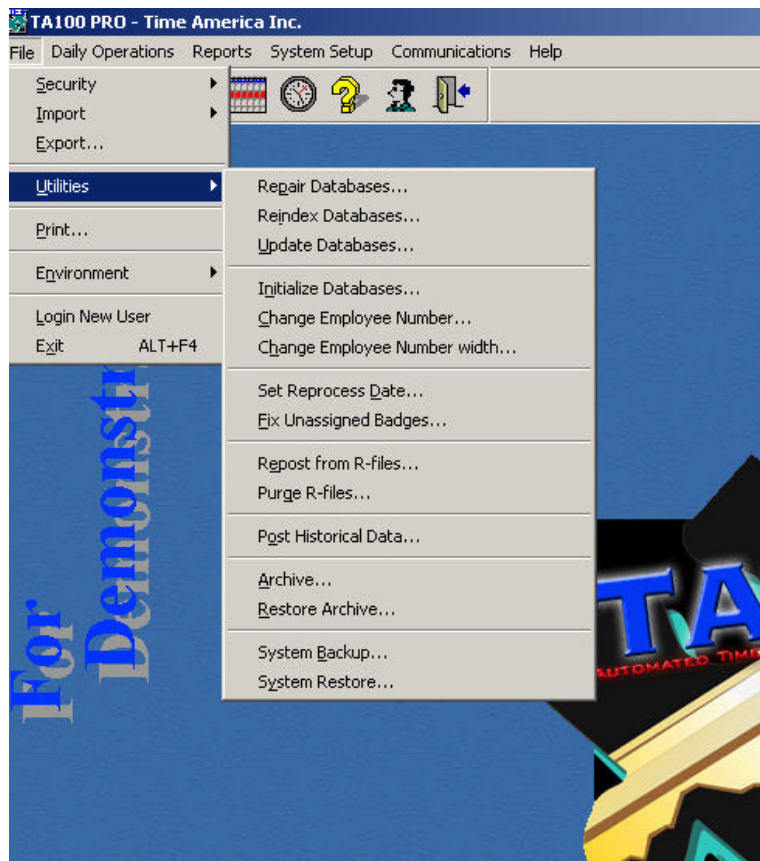 TA100 PRO - Time America Inc.
File Daily Operations Reports System Setup Communications Help
Security
Import
Export...
Utilities
Print...
Environment
Login New User
Exit ALT+F4
Repair Databases...
Reindex Databases...
Update Databases...
Initialize Databases...
Change Employee Number...
Change Employee Number width...
Set Reprocess Date...
Fix Unassigned Badges...
Repost from R-files...
Purge R-files...
Post Historical Data...
Archive...
Restore Archive...
System Backup...
System Restore...
For
Demonstr
TA
AUTOMATED TIME